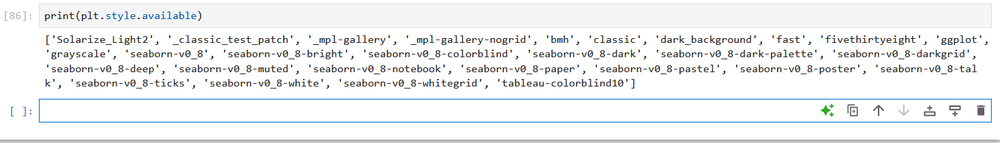 [86]: print(plt.style.available)
['Solarize_Light2', '_classic_test_patch', '_mpl-gallery', '_mpl-gallery-nogrid', 'bmh', 'classic', 'dark_background', 'fast', 'fivethirtyeight', 'ggplot',
'grayscale', 'seaborn-v0_8', 'seaborn-v0_8-bright', 'seaborn-v0_8-colorblind', 'seaborn-v0_8-dark', 'seaborn-v0_8-dark-palette', 'seaborn-v0_8-darkgrid',
'seaborn-v0_8-deep', 'seaborn-v0_8-muted', 'seaborn-v0_8-notebook', 'seaborn-v0_8-paper', 'seaborn-v0_8-pastel', 'seaborn-v0_8-poster', 'seaborn-v0_8-tal
k', 'seaborn-v0_8-ticks', 'seaborn-v0_8-white', 'seaborn-v0_8-whitegrid', 'tableau-colorblind10']
[ ]: